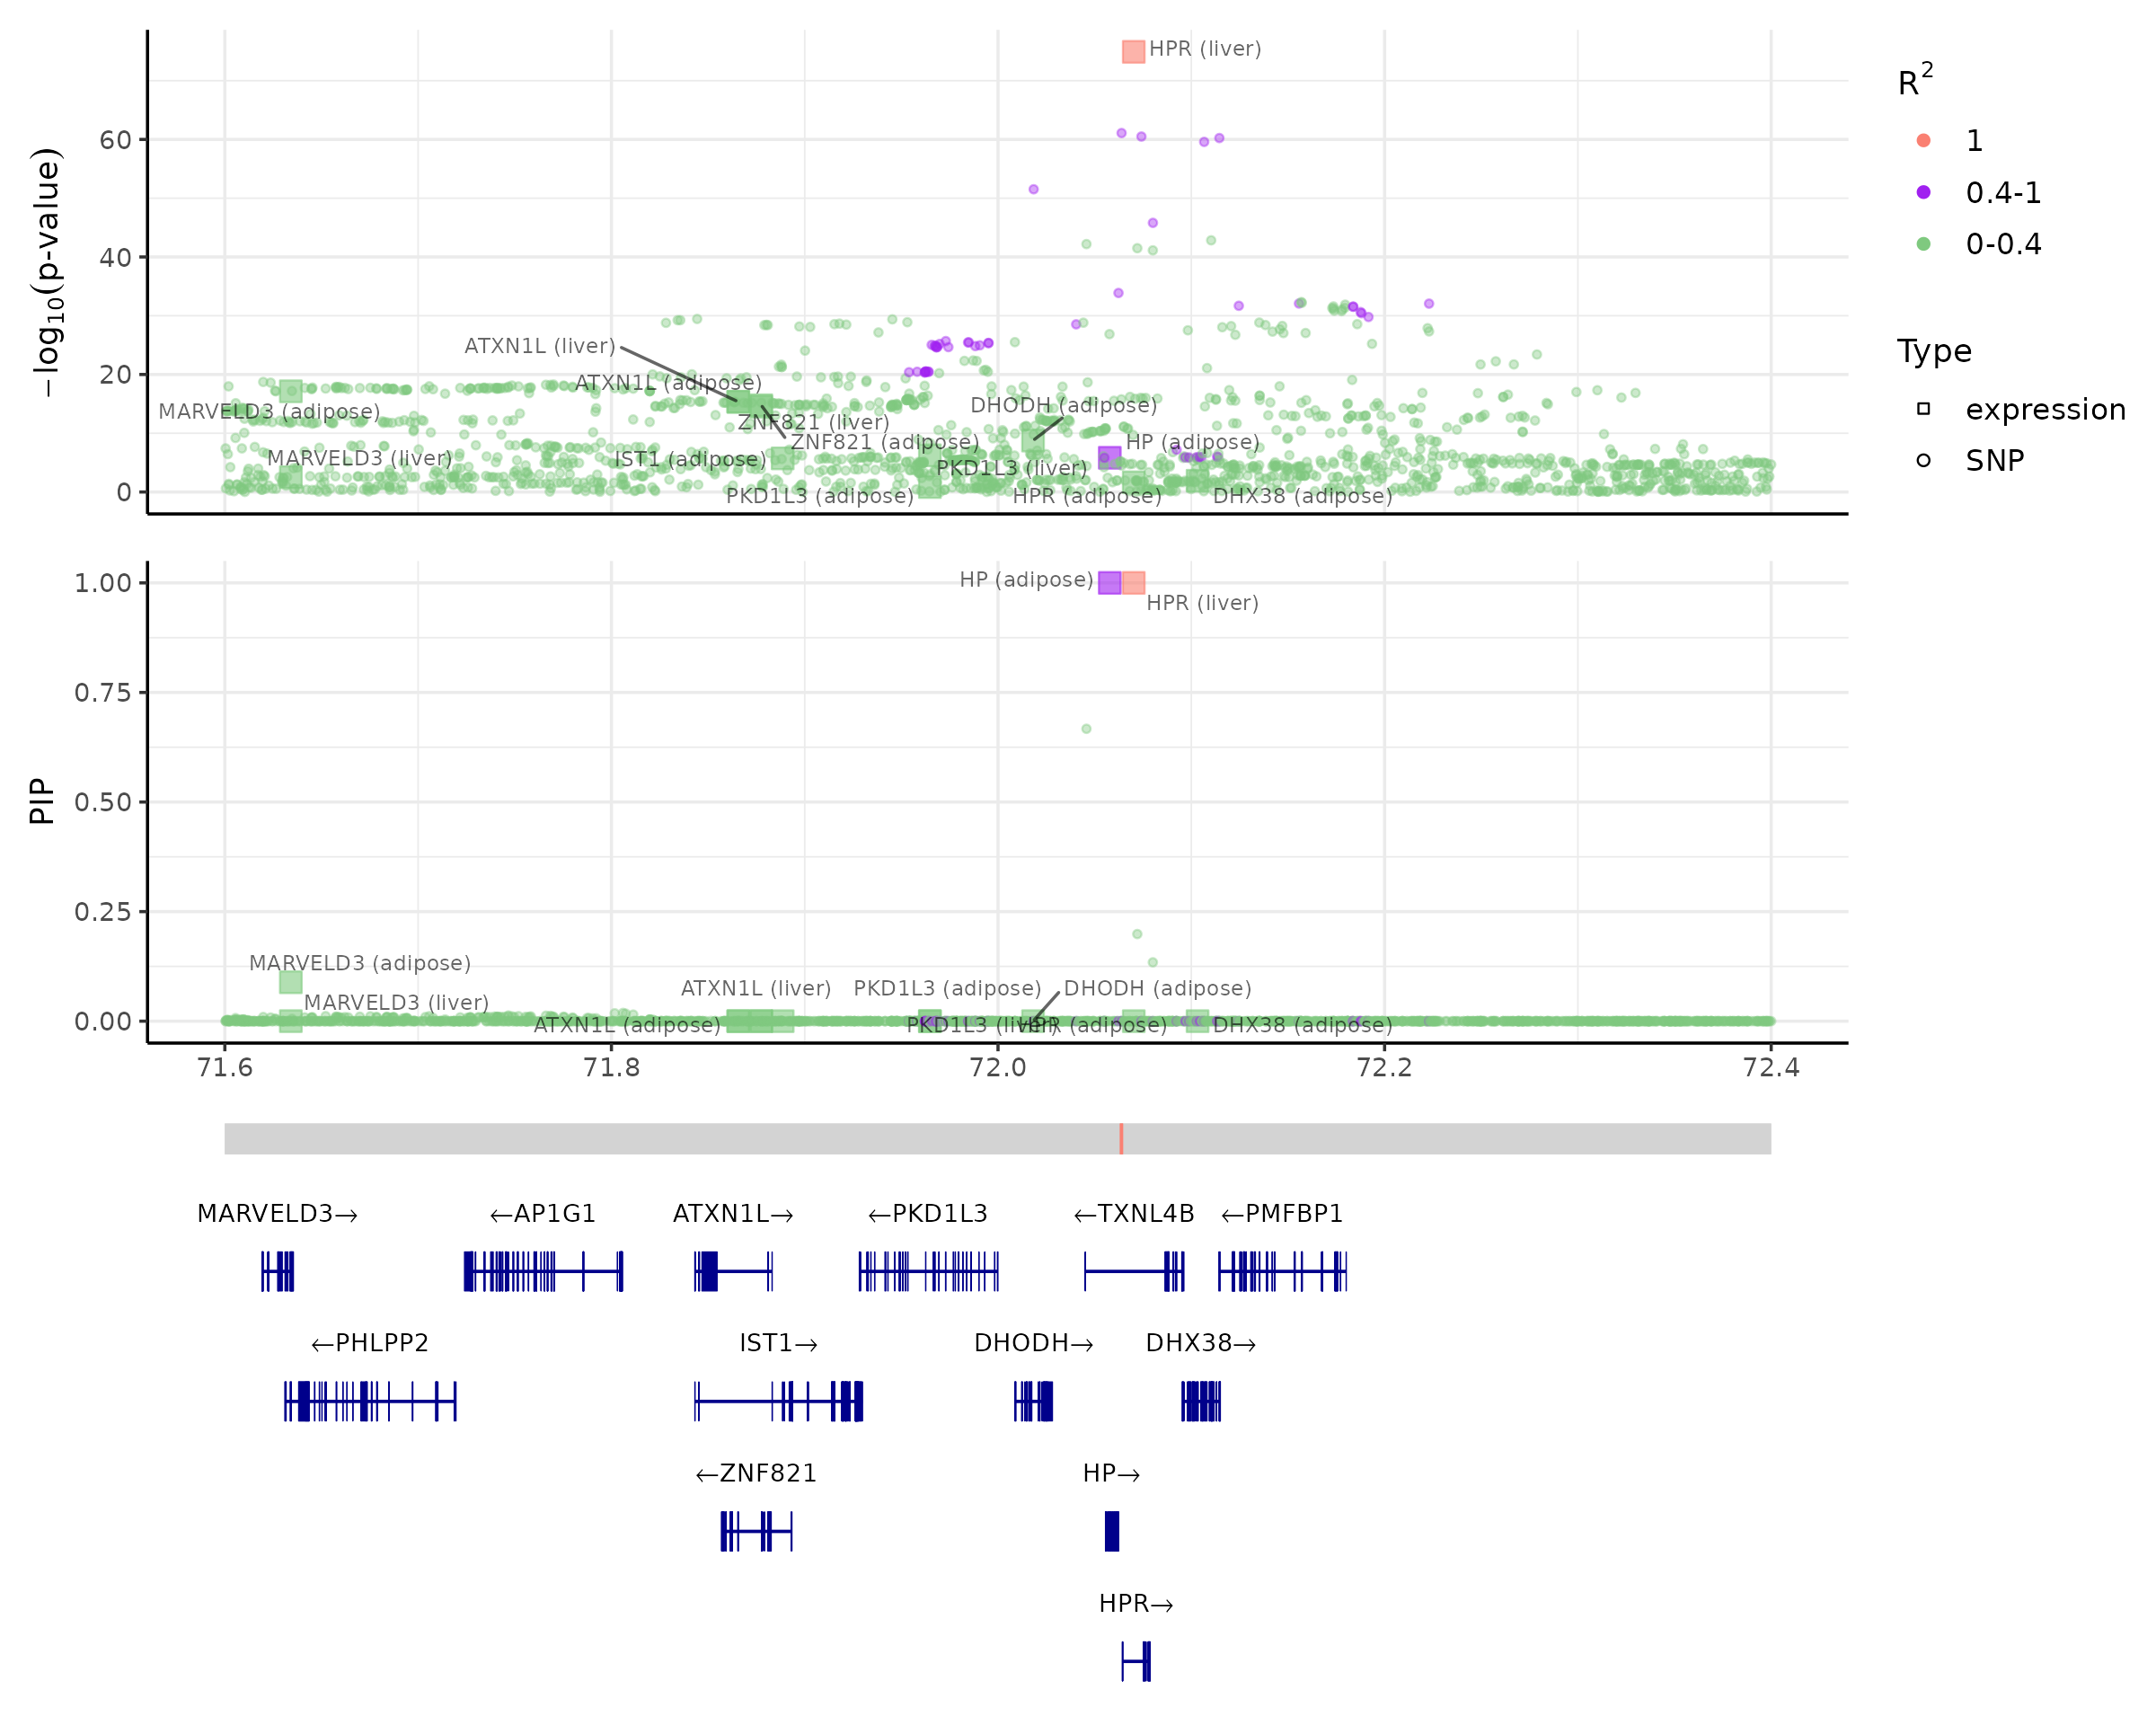 HPR (liver)
60
40
20
0
−log10(p-value)
ATXN1L (liver)
ATXN1L (adipose)
MARVELD3 (adipose)
DHODH (adipose)
ZNF821 (liver)
ZNF821 (adipose)
HP (adipose)
MARVELD3 (liver)
IST1 (adipose)
PKD1L3 (liver)
PKD1L3 (adipose)
HPR (adipose)
DHX38 (adipose)
R2
1
0.4-1
0-0.4
Type
expression
SNP
1.00
0.75
0.50
0.25
0.00
PIP
HP (adipose)
HPR (liver)
MARVELD3 (adipose)
MARVELD3 (liver)
ATXN1L (liver)
PKD1L3 (adipose)
DHODH (adipose)
ATXN1L (adipose)
PKD1L3 (liver)
HPR (adipose)
DHX38 (adipose)
71.6 71.8 72.0 72.2 72.4
MARVELD3→ ←AP1G1 ATXN1L→ ←PKD1L3 ←TXNL4B ←PMFBP1
←PHLPP2 IST1→ DHODH→ DHX38→
←ZNF821 HP→
HPR→